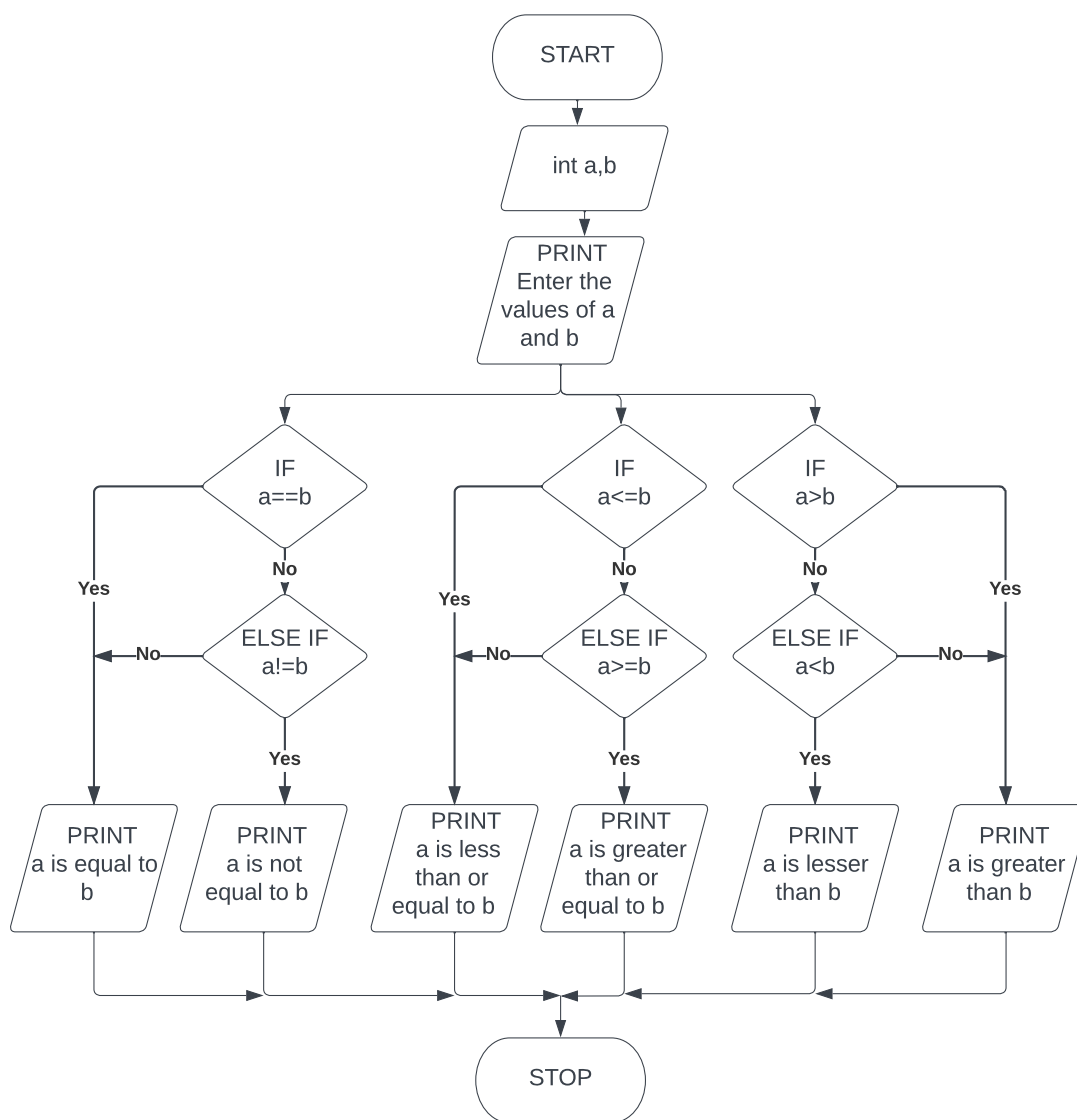 START
int a,b
PRINT
Enter the
values of a
and b
IF
a==b
IF
a<=b
IF
a>b
No
No
No
Yes
Yes
Yes
ELSE IF
a!=b
ELSE IF
a>=b
ELSE IF
a<b
No
No
No
Yes
Yes
Yes
PRINT
a is equal to
b
PRINT
a is not
equal to b
PRINT
a is less
than or
equal to b
PRINT
a is greater
than or
equal to b
PRINT
a is lesser
than b
PRINT
a is greater
than b
STOP